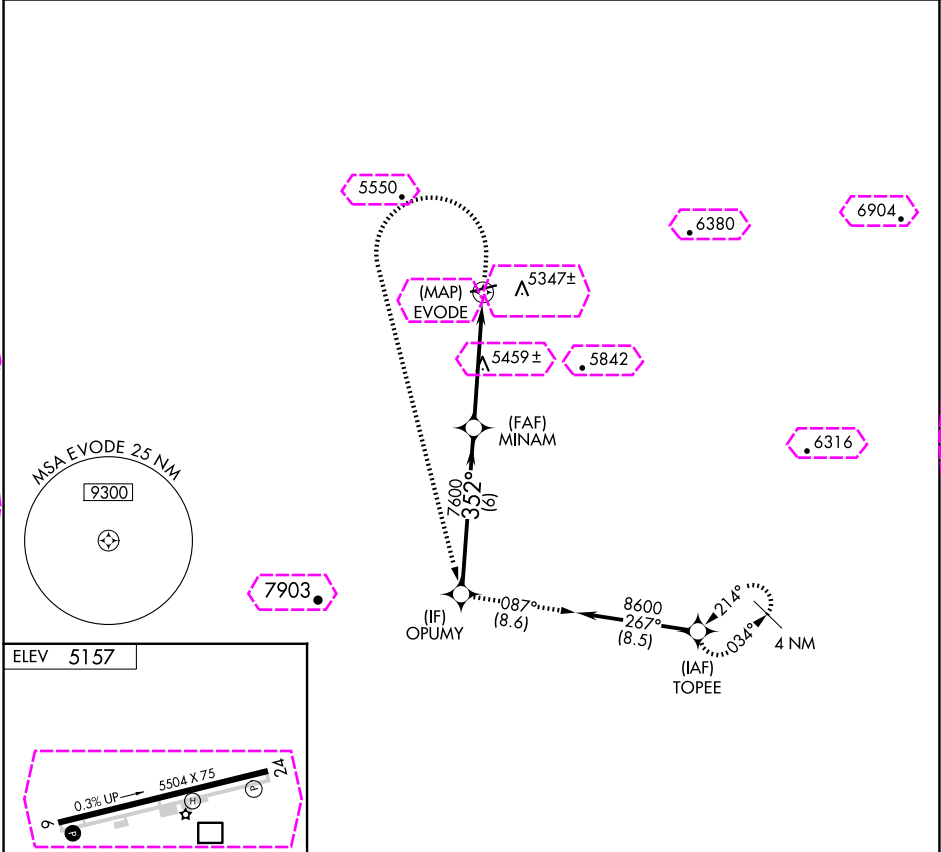 5550
6380
6904
(MAP)
EVODE
5347±
5459 ±
5842
(FAF)
MINAM
6316
MSA EVODE 25 NM
9300
7600
352°
(6)
7903
(IF)
OPUMY
087°
(8.6)
8600
267°
(8.5)
214°
034°
4 NM
(IAF)
TOPEE
ELEV 5157
0.3% UP
5504 X 75
24
6
H
P
P